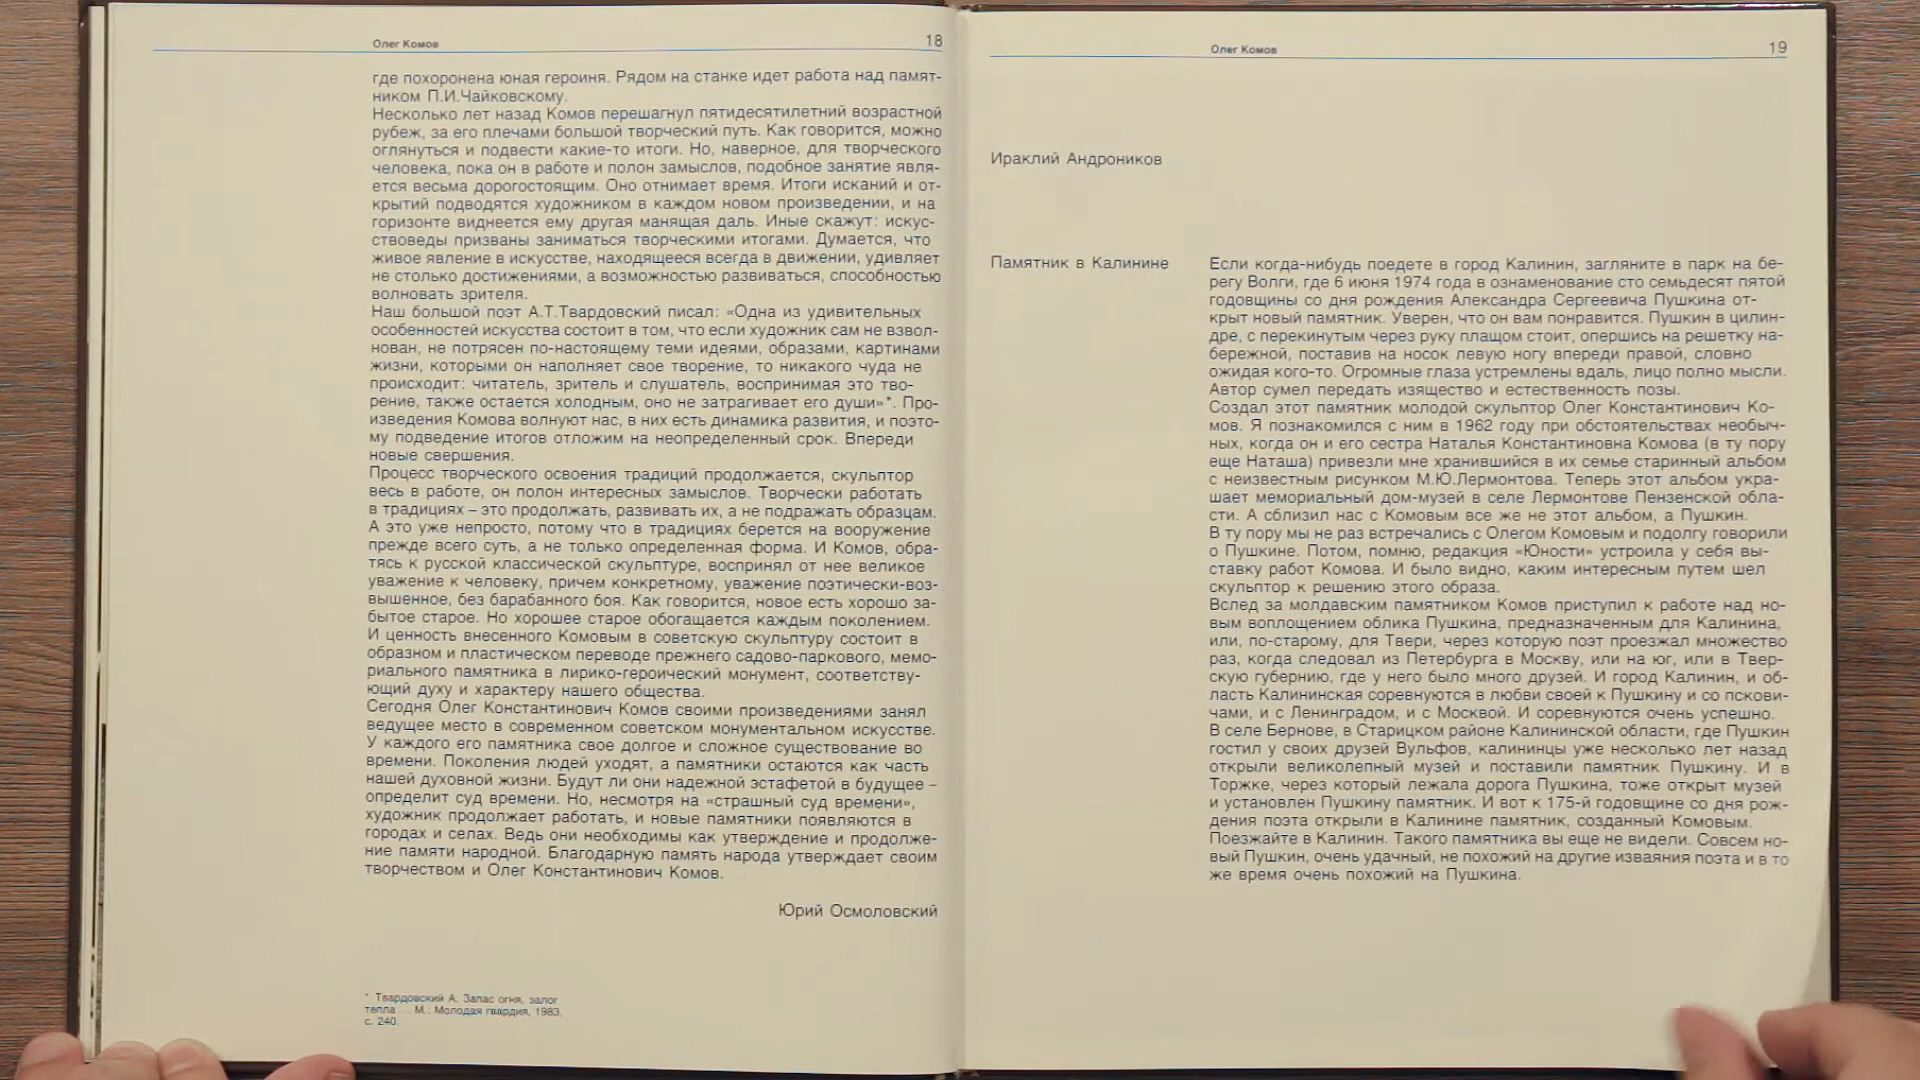 Олег Комов
18
где похоронена юная героиня. Рядом на станке идет работа над памят-
ником П.И.Чайковскому.
Несколько лет назад Комов перешагнул пятидесятилетний возрастной
рубеж, за его плечами большой творческий путь. Как говорится, можно
оглянуться и подвести какие-то итоги. Но, наверное, для творческого
человека, пока он в работе и полон замыслов, подобное занятие явля-
ется весьма дорогостоящим. Оно отнимает время. Итоги исканий и от-
крытий подводятся художником в каждом новом произведении, и на
горизонте виднеется ему другая манящая даль. Иные скажут: искус-
ствоведы призваны заниматься творческими итогами. Думается, что
живое явление в искусстве, находящееся всегда в движении, удивляет
не столько достижениями, а возможностью развиваться, способностью
волновать зрителя.
Наш большой поэт А.Т.Твардовский писал: «Одна из удивительных
особенностей искусства состоит в том, что если художник сам не взвол-
нован, не потрясен по-настоящему теми идеями, образами, картинами
жизни, которыми он наполняет свое творение, то никакого чуда не
происходит: читатель, зритель и слушатель, воспринимая это тво-
рение, также остается холодным, оно не затрагивает его души»*. Про-
изведения Комова волнуют нас, в них есть динамика развития, и поэто-
му подведение итогов отложим на неопределенный срок. Впереди
новые свершения.
Процесс творческого освоения традиций продолжается, скульптор
весь в работе, он полон интересных замыслов. Творчески работать
в традициях – это продолжать, развивать их, а не подражать образцам.
А это уже непросто, потому что в традициях берется на вооружение
прежде всего суть, а не только определенная форма. И Комов, обра-
тясь к русской классической скульптуре, воспринял от нее великое
уважение к человеку, причем конкретному, уважение поэтически-воз-
вышенное, без барабанного боя. Как говорится, новое есть хорошо за-
бытое старое. Но хорошее старое обогащается каждым поколением.
И ценность внесенного Комовым в советскую скульптуру состоит в
образном и пластическом переводе прежнего садово-паркового, мемо-
риального памятника в лирико-героический монумент, соответству-
ющий духу и характеру нашего общества.
Сегодня Олег Константинович Комов своими произведениями занял
ведущее место в современном советском монументальном искусстве.
У каждого его памятника свое долгое и сложное существование во
времени. Поколения людей уходят, а памятники остаются как часть
нашей духовной жизни. Будут ли они надежной эстафетой в будущее –
определит суд времени. Но, несмотря на «страшный суд времени»,
художник продолжает работать, и новые памятники появляются в
городах и селах. Ведь они необходимы как утверждение и продолже-
ние памяти народной. Благодарную память народа утверждает своим
творчеством и Олег Константинович Комов.
Юрий Осмоловский
* Твардовский А. Запас огня, залог
тепла ... М.: Молодая гвардия, 1983,
с. 240.
Олег Комов
19
Ираклий Андроников
Памятник в Калинине
Если когда-нибудь поедете в город Калинин, загляните в парк на бе-
регу Волги, где 6 июня 1974 года в ознаменование сто семьдесят пятой
годовщины со дня рождения Александра Сергеевича Пушкина от-
крыт новый памятник. Уверен, что он вам понравится. Пушкин в цилин-
дре, с перекинутым через руку плащом стоит, опершись на решетку на-
бережной, поставив на носок левую ногу впереди правой, словно
ожидая кого-то. Огромные глаза устремлены вдаль, лицо полно мысли.
Автор сумел передать изящество и естественность позы.
Создал этот памятник молодой скульптор Олег Константинович Ко-
мов. Я познакомился с ним в 1962 году при обстоятельствах необыч-
ных, когда он и его сестра Наталья Константиновна Комова (в ту пору
еще Наташа) привезли мне хранившийся в их семье старинный альбом
с неизвестным рисунком М.Ю.Лермонтова. Теперь этот альбом укра-
шает мемориальный дом-музей в селе Лермонтове Пензенской обла-
сти. А сблизил нас с Комовым все же не этот альбом, а Пушкин.
В ту пору мы не раз встречались с Олегом Комовым и подолгу говорили
о Пушкине. Потом, помню, редакция «Юности» устроила у себя вы-
ставку работ Комова. И было видно, каким интересным путем шел
скульптор к решению этого образа.
Вслед за молдавским памятником Комов приступил к работе над но-
вым воплощением облика Пушкина, предназначенным для Калинина,
или, по-старому, для Твери, через которую поэт проезжал множество
раз, когда следовал из Петербурга в Москву, или на юг, или в Твер-
скую губернию, где у него было много друзей. И город Калинин, и об-
ласть Калининская соревнуются в любви своей к Пушкину и со пскови-
чами, и с Ленинградом, и с Москвой. И соревнуются очень успешно.
В селе Бернове, в Старицком районе Калининской области, где Пушкин
гостил у своих друзей Вульфов, калининцы уже несколько лет назад
открыли великолепный музей и поставили памятник Пушкину. И в
Торжке, через который лежала дорога Пушкина, тоже открыт музей
и установлен Пушкину памятник. И вот к 175-й годовщине со дня рож-
дения поэта открыли в Калинине памятник, созданный Комовым.
Поезжайте в Калинин. Такого памятника вы еще не видели. Совсем но-
вый Пушкин, очень удачный, не похожий на другие изваяния поэта и в то
же время очень похожий на Пушкина.